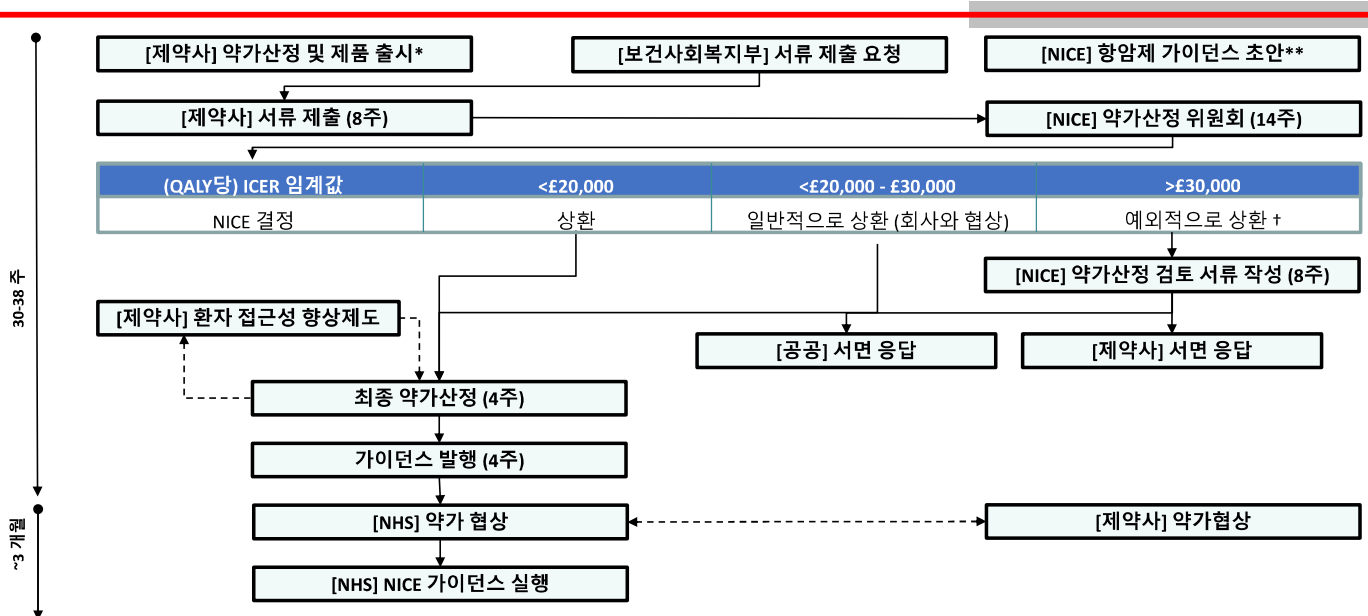 [제약사] 약가산정 및 제품 출시*
[보건사회복지부] 서류 제출 요청
[NICE] 항암제 가이던스 초안**
[제약사] 서류 제출 (8주)
[NICE] 약가산정 위원회 (14주)
(QALY당) ICER 임계값
<£20,000
<£20,000 - £30,000
>£30,000
NICE 결정
상환
일반적으로 상환 (회사와 협상)
예외적으로 상환 †
[NICE] 약가산정 검토 서류 작성 (8주)
30-38 주
[제약사] 환자 접근성 향상제도
[공공] 서면 응답
[제약사] 서면 응답
최종 약가산정 (4주)
가이던스 발행 (4주)
[NHS] 약가 협상
[제약사] 약가협상
~3 개월
[NHS] NICE 가이던스 실행